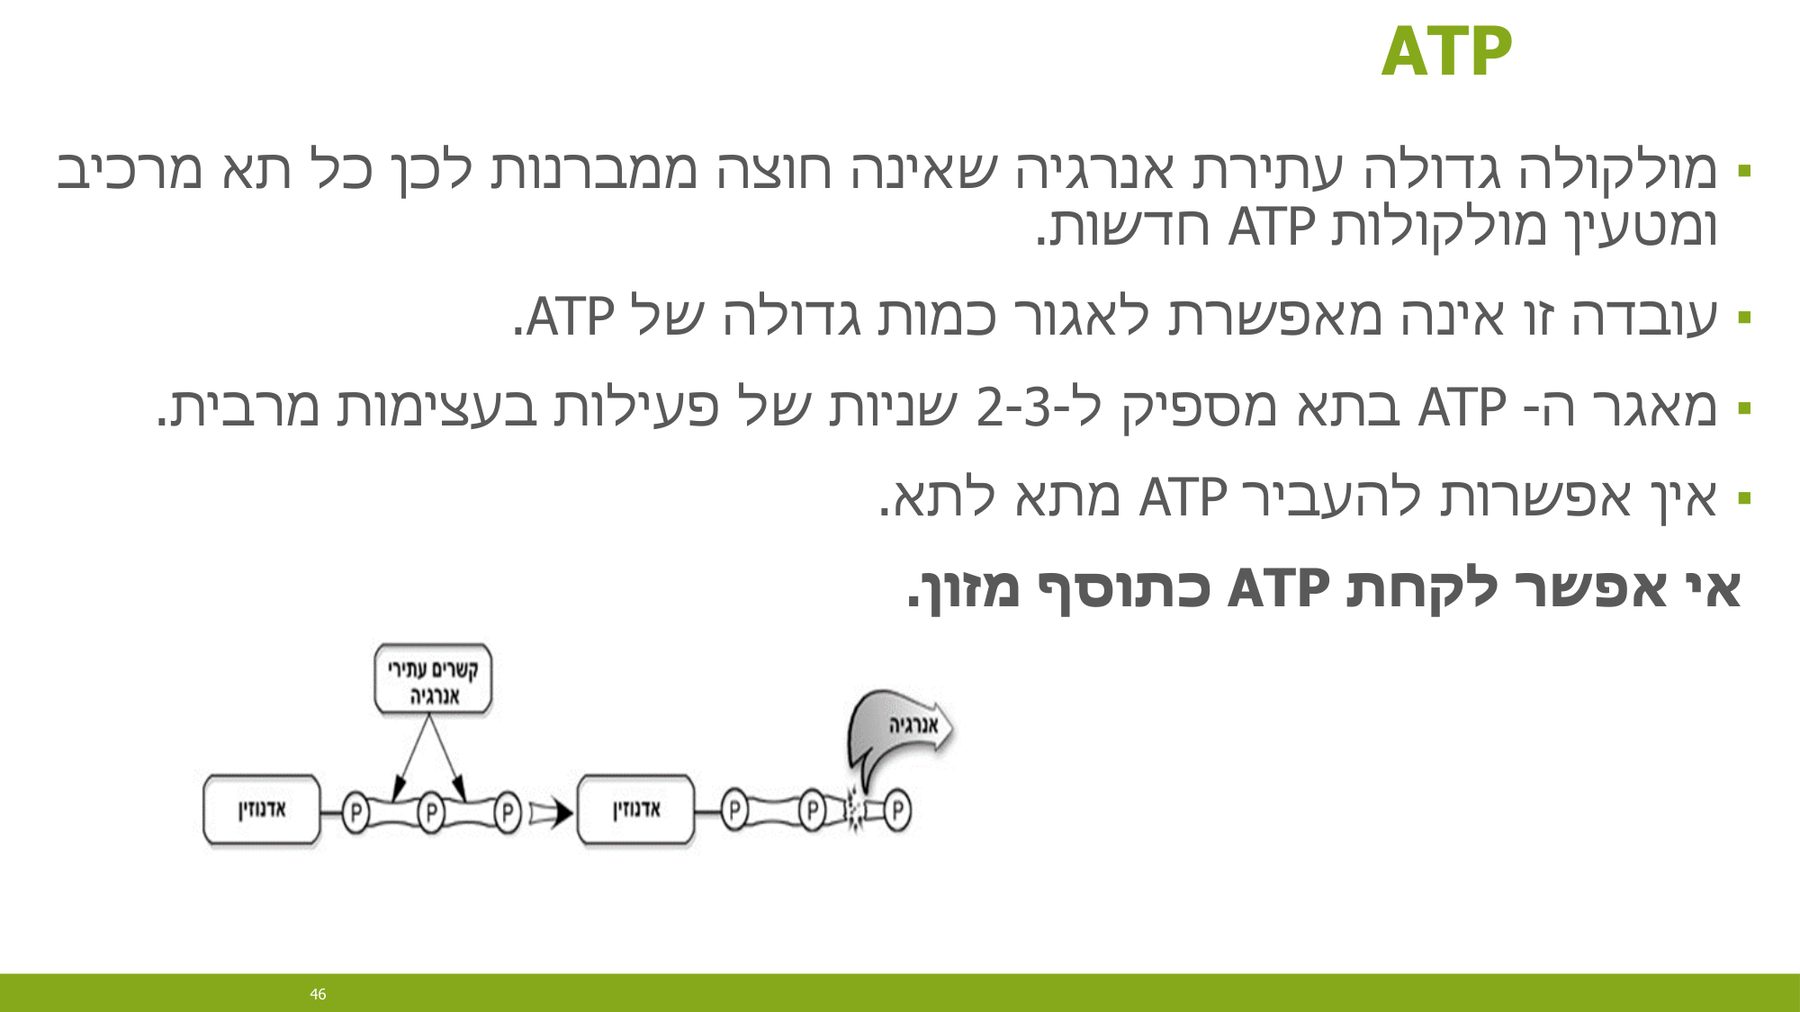 ATP
▪ מולקולה גדולה עתירת אנרגיה שאינה חוצה ממברנות לכן כל תא מרכיב
ומטעין מולקולות ATP חדשות.
▪ עובדה זו אינה מאפשרת לאגור כמות גדולה של ATP.
▪ מאגר ה- ATP בתא מספיק ל-2-3 שניות של פעילות בעצימות מרבית.
▪ אין אפשרות להעביר ATP מתא לתא.
אי אפשר לקחת ATP כתוסף מזון.
קשרים עתירי
אנרגיה
אנרגיה
אדנוזין P P P אדנוזין P P P
46